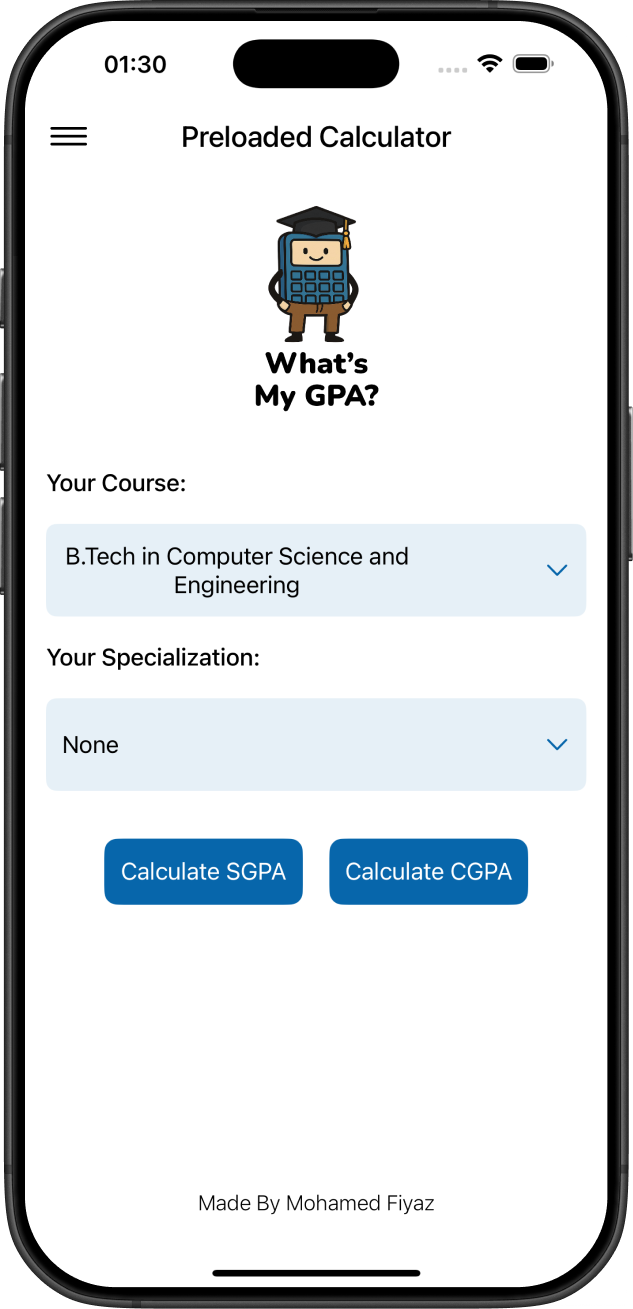 01:30
Preloaded Calculator
What's
My GPA?
Your Course:
B.Tech in Computer Science and
Engineering
Your Specialization:
None
Calculate SGPA
Calculate CGPA
Made By Mohamed Fiyaz